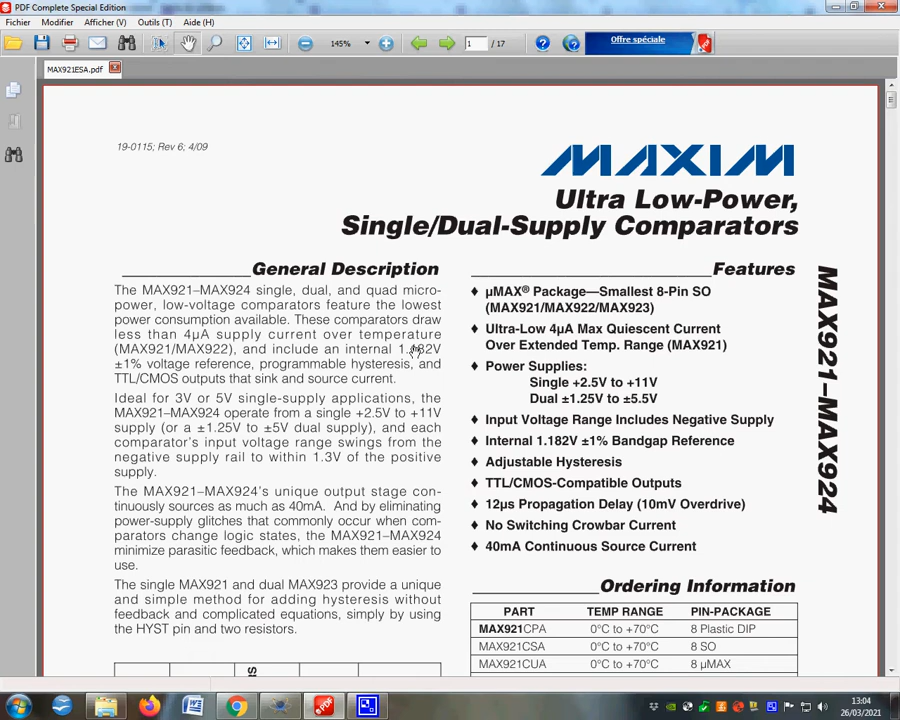 PDF Complete Special Edition
Fichier Modifier Afficher (V) Outils (T) Aide (H)
145% 1 / 17 Offre spéciale
MAX921ESA.pdf
19-0115; Rev 6; 4/09
MAXIM
Ultra Low-Power,
Single/Dual-Supply Comparators
General Description
The MAX921–MAX924 single, dual, and quad micro-
power, low-voltage comparators feature the lowest
power consumption available. These comparators draw
less than 4µA supply current over temperature
(MAX921/MAX922), and include an internal 1.182V
±1% voltage reference, programmable hysteresis, and
TTL/CMOS outputs that sink and source current.
Ideal for 3V or 5V single-supply applications, the
MAX921–MAX924 operate from a single +2.5V to +11V
supply (or a ±1.25V to ±5V dual supply), and each
comparator's input voltage range swings from the
negative supply rail to within 1.3V of the positive
supply.
The MAX921–MAX924's unique output stage con-
tinuously sources as much as 40mA. And by eliminating
power-supply glitches that commonly occur when com-
parators change logic states, the MAX921–MAX924
minimize parasitic feedback, which makes them easier to
use.
The single MAX921 and dual MAX923 provide a unique
and simple method for adding hysteresis without
feedback and complicated equations, simply by using
the HYST pin and two resistors.
Features
♦ µMAX® Package—Smallest 8-Pin SO
(MAX921/MAX922/MAX923)
♦ Ultra-Low 4µA Max Quiescent Current
Over Extended Temp. Range (MAX921)
♦ Power Supplies:
Single +2.5V to +11V
Dual ±1.25V to ±5.5V
♦ Input Voltage Range Includes Negative Supply
♦ Internal 1.182V ±1% Bandgap Reference
♦ Adjustable Hysteresis
♦ TTL/CMOS-Compatible Outputs
♦ 12µs Propagation Delay (10mV Overdrive)
♦ No Switching Crowbar Current
♦ 40mA Continuous Source Current
Ordering Information
PART TEMP RANGE PIN-PACKAGE
MAX921CPA 0°C to +70°C 8 Plastic DIP
MAX921CSA 0°C to +70°C 8 SO
MAX921CUA 0°C to +70°C 8 µMAX
MAX921–MAX924
13:04
26/03/2021